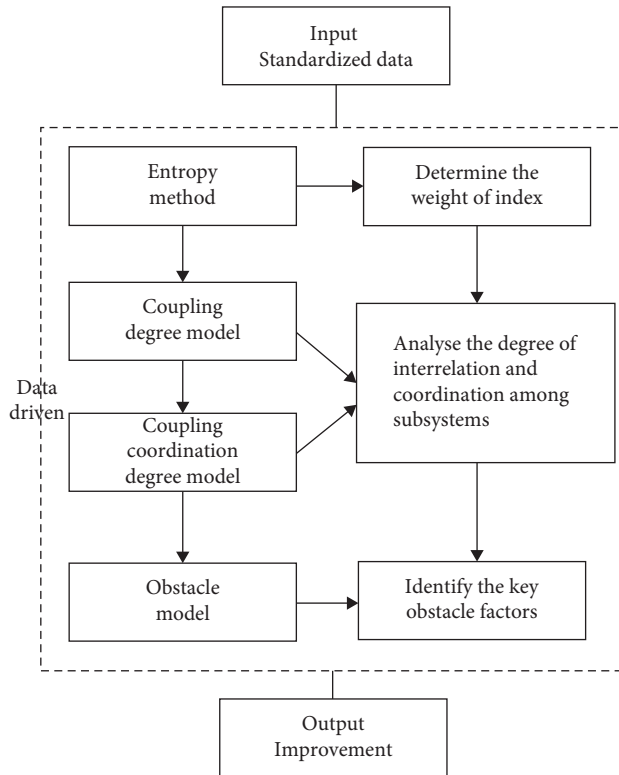 Input
Standardized data
Entropy
method
Determine the
weight of index
Coupling
degree model
Analyse the degree of
interrelation and
coordination among
subsystems
Data
driven
Coupling
coordination
degree model
Obstacle
model
Identify the key
obstacle factors
Output
Improvement